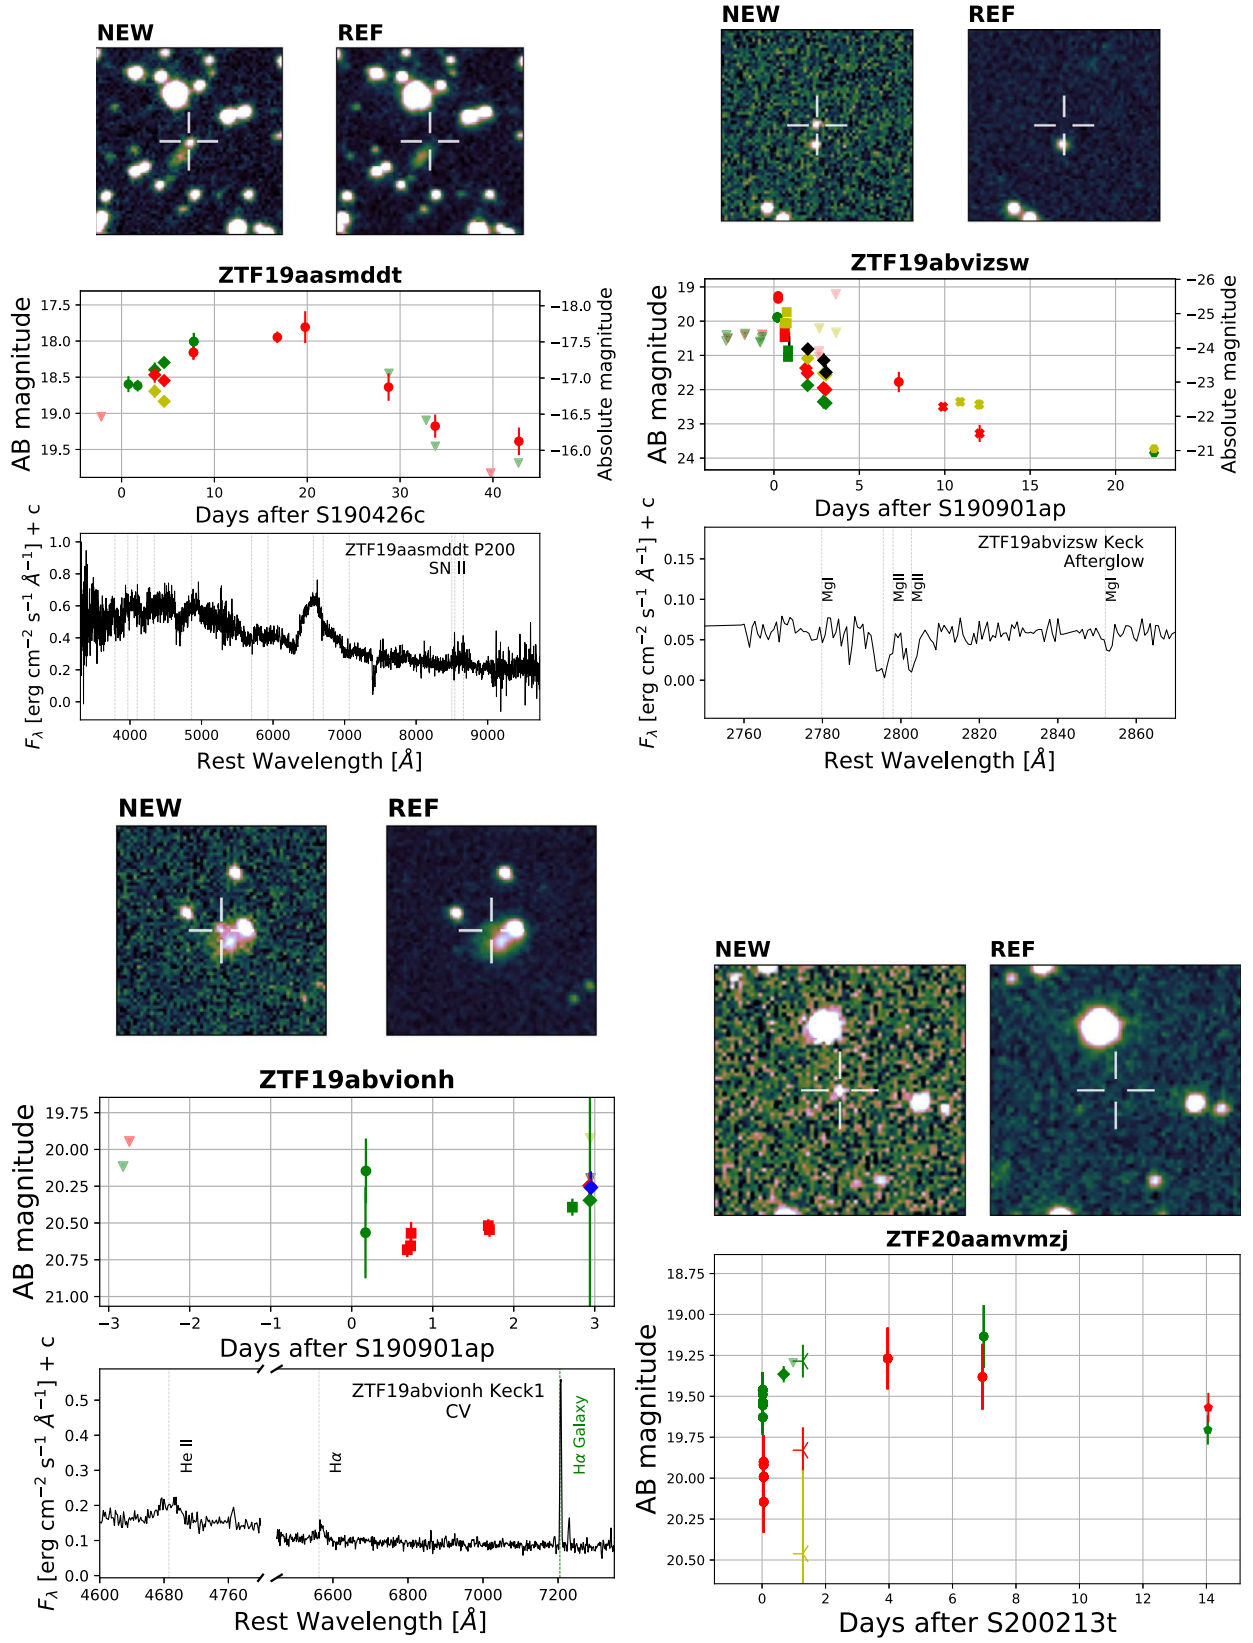 NEW REF
ZTF19aasmddt
AB magnitude
17.5
18.0
18.5
19.0
19.5
−18.0
−17.5
−17.0
−16.5
−16.0
Absolute magnitude
0 10 20 30 40
Days after S190426c
Fλ [erg cm−2 s−1 Å−1] + c
1.0
0.8
0.6
0.4
0.2
0.0
ZTF19aasmddt P200
SN II
4000 5000 6000 7000 8000 9000
Rest Wavelength [Å]
NEW REF
ZTF19abvizsw
AB magnitude
19
20
21
22
23
24
−26
−25
−24
−23
−22
−21
Absolute magnitude
0 5 10 15 20
Days after S190901ap
Fλ [erg cm−2 s−1 Å−1] + c
0.15
0.10
0.05
0.00
ZTF19abvizsw Keck
Afterglow
MgI
MgII
MgII
MgI
2760 2780 2800 2820 2840 2860
Rest Wavelength [Å]
NEW REF
ZTF19abvionh
AB magnitude
19.75
20.00
20.25
20.50
20.75
21.00
−3 −2 −1 0 1 2 3
Days after S190901ap
Fλ [erg cm−2 s−1 Å−1] + c
0.5
0.4
0.3
0.2
0.1
0.0
ZTF19abvionh Keck1
CV
He II
Hα
Hα Galaxy
4600 4680 4760 6600 6800 7000 7200
Rest Wavelength [Å]
NEW REF
ZTF20aamvmzj
AB magnitude
18.75
19.00
19.25
19.50
19.75
20.00
20.25
20.50
0 2 4 6 8 10 12 14
Days after S200213t